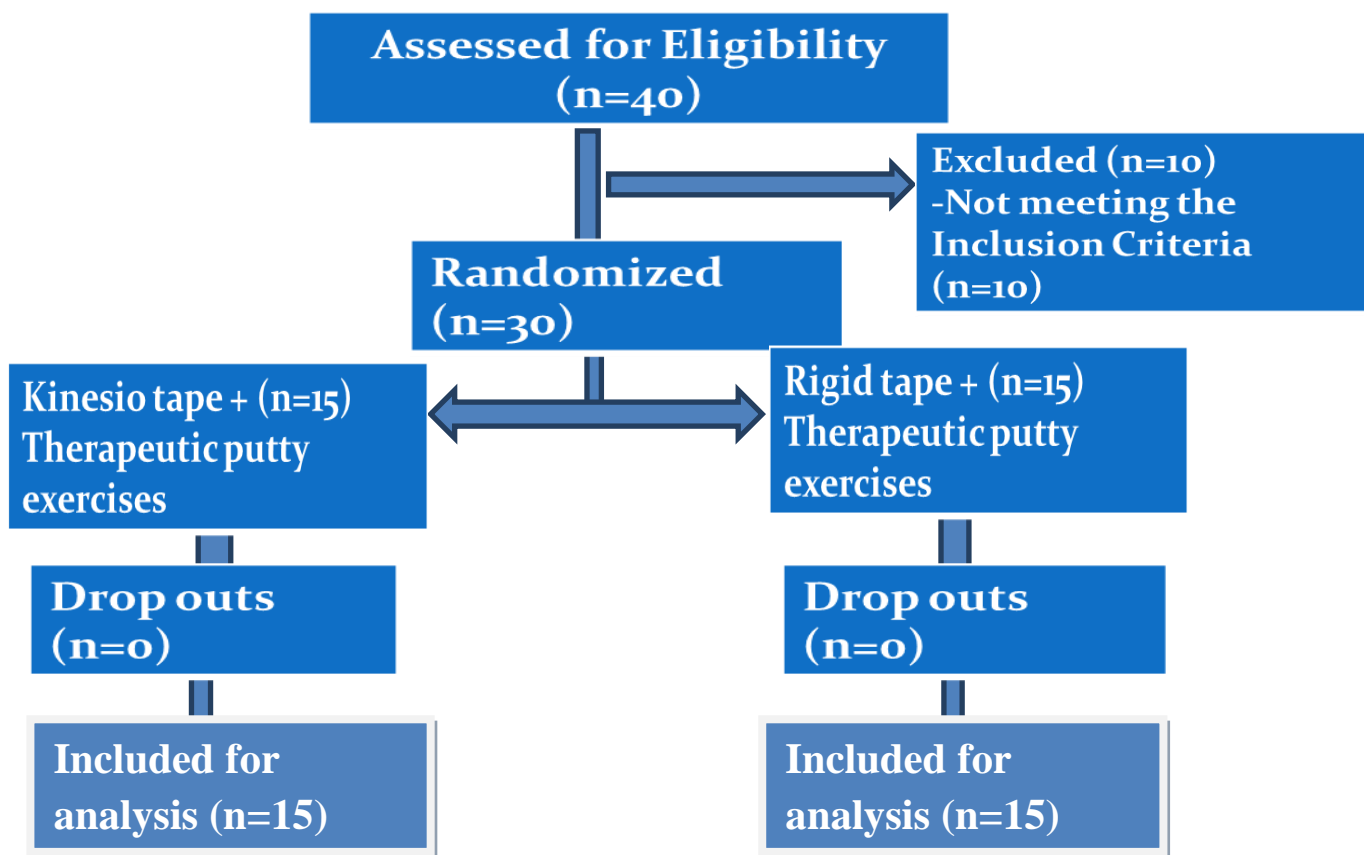 Assessed for Eligibility
(n=40)
Excluded (n=10)
-Not meeting the
Inclusion Criteria
(n=10)
Randomized
(n=30)
Kinesio tape + (n=15)
Therapeutic putty
exercises
Rigid tape + (n=15)
Therapeutic putty
exercises
Drop outs
(n=0)
Drop outs
(n=0)
Included for
analysis (n=15)
Included for
analysis (n=15)